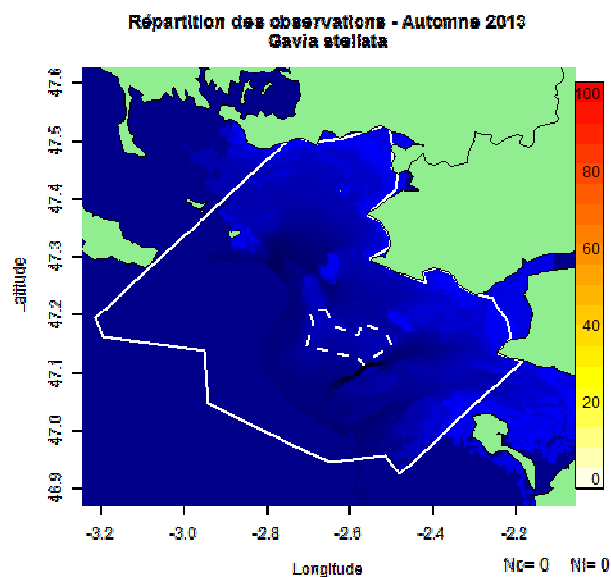 Répartition des observations - Automne 2013
Gavia stellata
Latitude
47.6
47.5
47.4
47.3
47.2
47.1
47.0
46.9
100
80
60
40
20
0
-3.2 -3.0 -2.8 -2.6 -2.4 -2.2
Longitude
Nc= 0 NI= 0